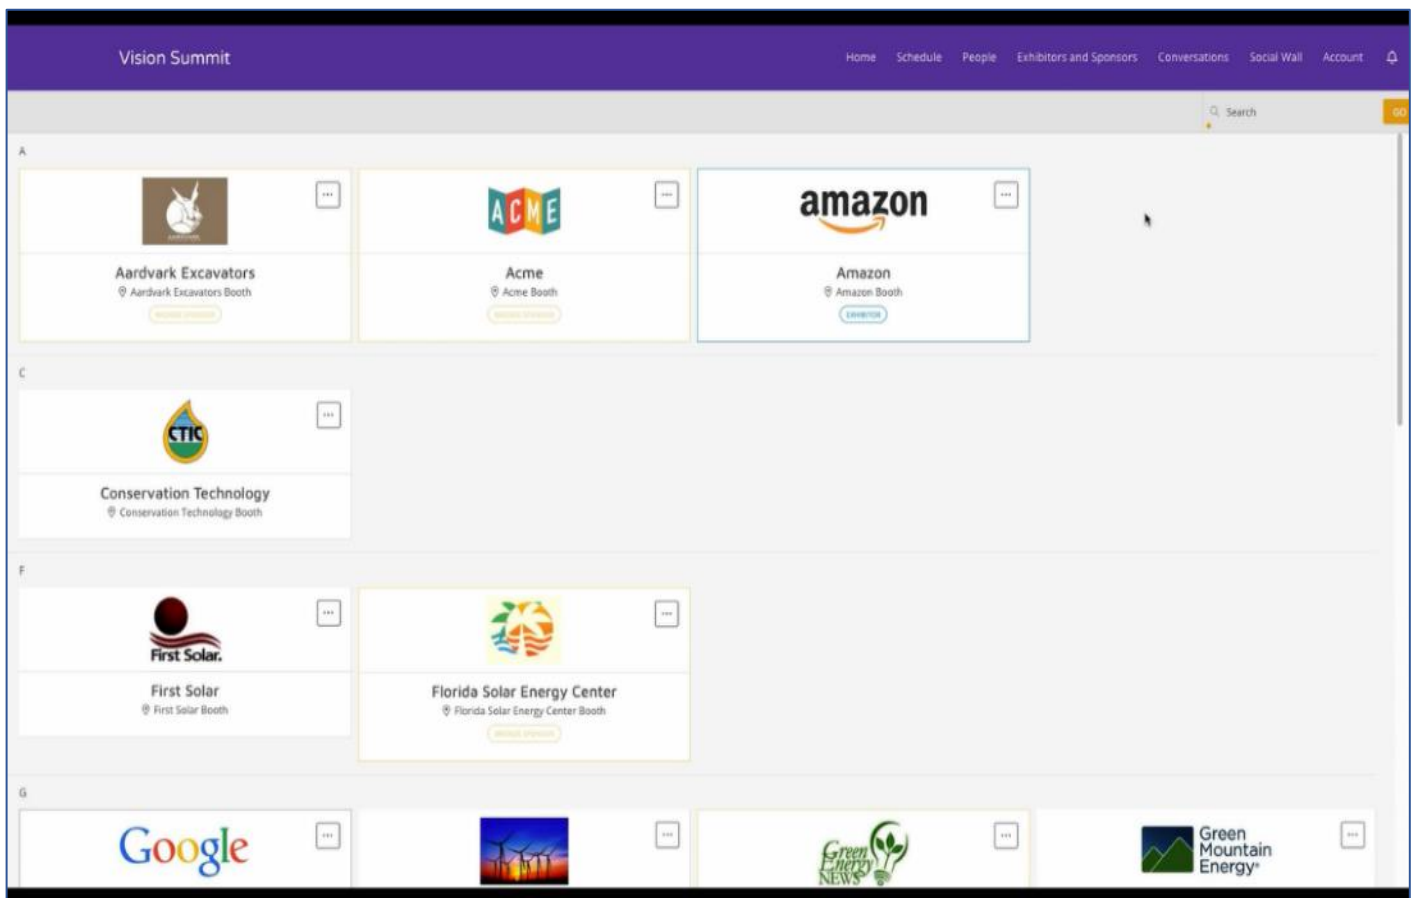 Vision Summit
Home Schedule People Exhibitors and Sponsors Conversations Social Wall Account
Search GO
A
ACME
amazon
Aardvark Excavators
Aardvark Excavators Booth
Acme
Acme Booth
Amazon
Amazon Booth
EXHIBITOR
C
CTIC
Conservation Technology
Conservation Technology Booth
F
First Solar.
First Solar
First Solar Booth
Florida Solar Energy Center
Florida Solar Energy Center Booth
G
Google
Green
Energy
NEWS
Green
Mountain
Energy